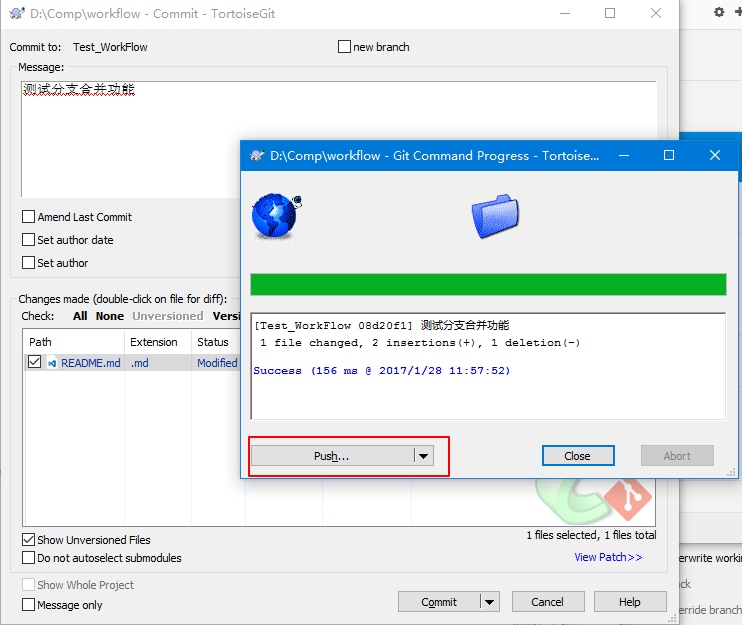 D:\Comp\workflow - Commit - TortoiseGit
Commit to: Test_WorkFlow
new branch
Message:
测试分支合并功能
D:\Comp\workflow - Git Command Progress - Tortoise...
Amend Last Commit
Set author date
Set author
Changes made (double-click on file for diff):
Check: All None Unversioned Versi
Path Extension Status
README.md .md Modified
[Test_WorkFlow 08d20f1] 测试分支合并功能
1 file changed, 2 insertions(+), 1 deletion(-)
Success (156 ms @ 2017/1/28 11:57:52)
Push...
Close
Abort
Show Unversioned Files
1 files selected, 1 files total
Do not autoselect submodules
View Patch>>
erwrite workin
Show Whole Project
ck
Message only
Commit
Cancel
Help
erride branch